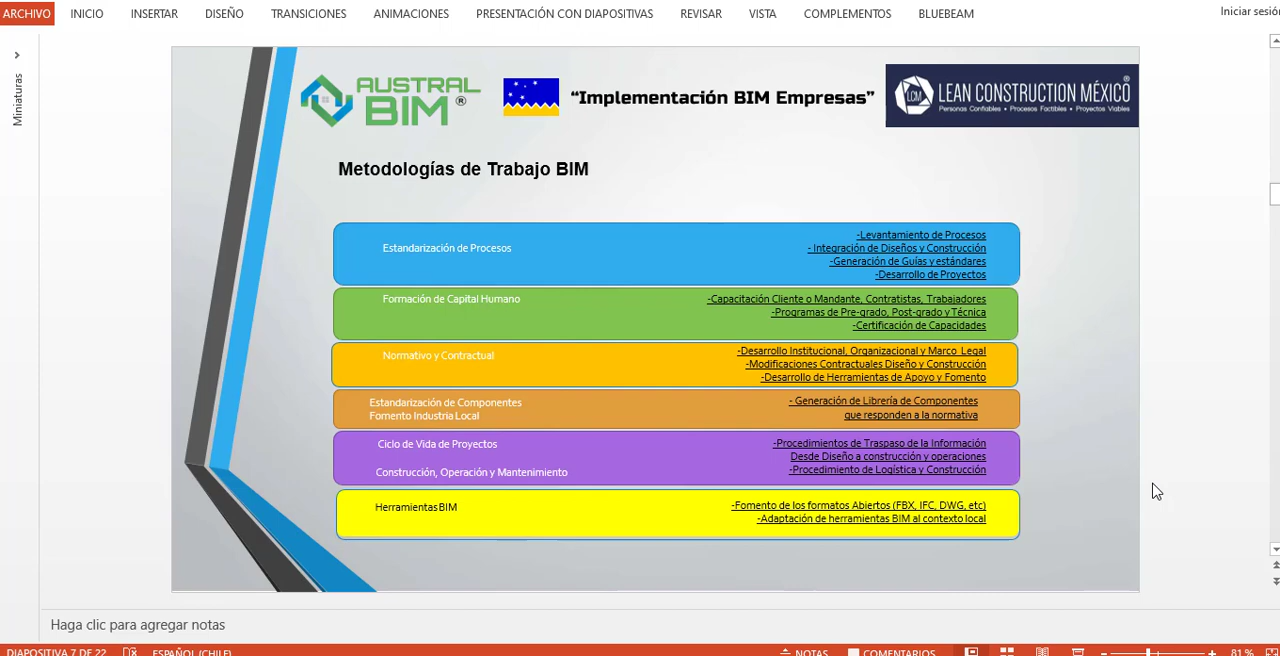 ARCHIVO INICIO INSERTAR DISEÑO TRANSICIONES ANIMACIONES PRESENTACIÓN CON DIAPOSITIVAS REVISAR VISTA COMPLEMENTOS BLUEBEAM
Iniciar sesión
Miniaturas
AUSTRAL
BIM®
“Implementación BIM Empresas”
LCM
LEAN CONSTRUCTION MÉXICO®
Personas Confiables • Procesos Factibles • Proyectos Viables
Metodologías de Trabajo BIM
Estandarización de Procesos
-Levantamiento de Procesos
- Integración de Diseños y Construcción
-Generación de Guías y estándares
-Desarrollo de Proyectos
Formación de Capital Humano
-Capacitación Cliente o Mandante, Contratistas, Trabajadores
-Programas de Pre-grado, Post-grado y Técnica
-Certificación de Capacidades
Normativo y Contractual
-Desarrollo Institucional, Organizacional y Marco Legal
-Modificaciones Contractuales Diseño y Construcción
-Desarrollo de Herramientas de Apoyo y Fomento
Estandarización de Componentes
Fomento Industria Local
- Generación de Librería de Componentes
que responden a la normativa
Ciclo de Vida de Proyectos
Construcción, Operación y Mantenimiento
-Procedimientos de Traspaso de la Información
Desde Diseño a construcción y operaciones
-Procedimiento de Logística y Construcción
Herramientas BIM
-Fomento de los formatos Abiertos (FBX, IFC, DWG, etc)
-Adaptación de herramientas BIM al contexto local
Haga clic para agregar notas
DIAPOSITIVA 7 DE 22 ESPAÑOL (CHILE) NOTAS COMENTARIOS 81 %